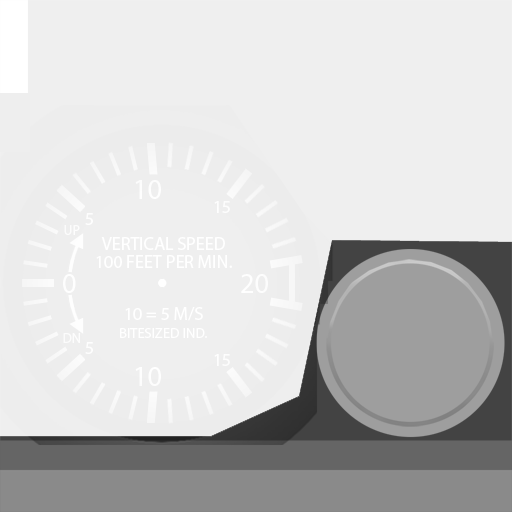 10
15
5
UP
VERTICAL SPEED
100 FEET PER MIN.
0
20
10 = 5 M/S
BITESIZED IND.
DN
5
15
10